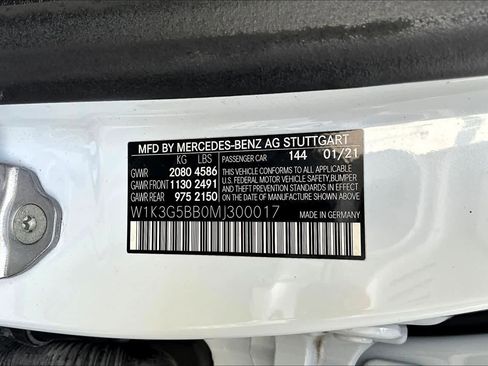 MFD BY MERCEDES-BENZ AG STUTTGART
KG LBS PASSENGER CAR 144 01/21
GVWR 2080 4586 THIS VEHICLE CONFORMS TO ALL APPLICABLE
GAWR FRONT 1130 2491 U.S. FEDERAL MOTOR VEHICLE SAFETY, BUMPER
GAWR REAR 975 2150 AND THEFT PREVENTION STANDARDS IN EFFECT
ON THE DATE OF MANUFACTURE SHOWN ABOVE.
W1K3G5BB0MJ300017 MADE IN GERMANY